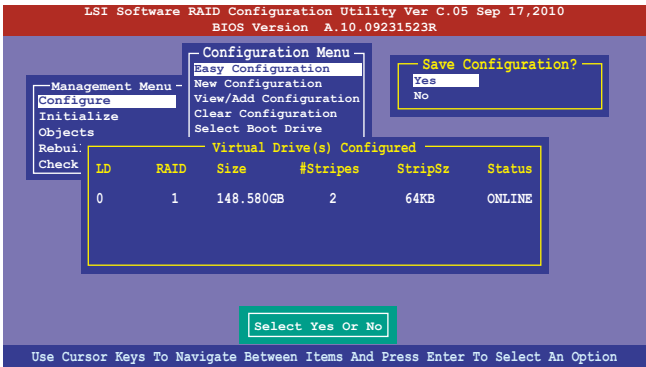 LSI Software RAID Configuration Utility Ver C.05 Sep 17,2010
BIOS Version A.10.09231523R
Management Menu
Configure
Initialize
Objects
Rebui
Check
Configuration Menu
Easy Configuration
New Configuration
View/Add Configuration
Clear Configuration
Select Boot Drive
Save Configuration?
Yes
No
Virtual Drive(s) Configured
LD RAID Size #Stripes StripSz Status
0 1 148.580GB 2 64KB ONLINE
Select Yes Or No
Use Cursor Keys To Navigate Between Items And Press Enter To Select An Option